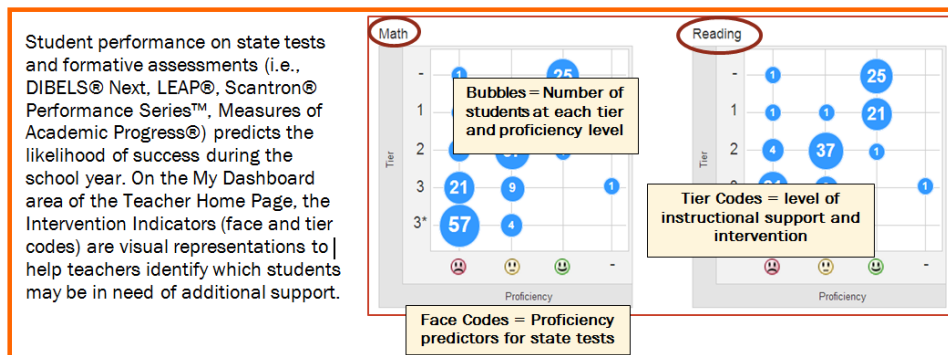 Student performance on state tests
and formative assessments (i.e.,
DIBELS® Next, LEAP®, Scantron®
Performance Series™, Measures of
Academic Progress®) predicts the
likelihood of success during the
school year. On the My Dashboard
area of the Teacher Home Page, the
Intervention Indicators (face and tier
codes) are visual representations to
help teachers identify which students
may be in need of additional support.
Math
Tier
- 1 25
1
2
3 21 9 1
3* 57 4
-
Proficiency
Bubbles = Number of
students at each tier
and proficiency level
Face Codes = Proficiency
predictors for state tests
Reading
Tier
- 1 25
1 1 1 21
2 4 37 1
3 1
-
Proficiency
Tier Codes = level of
instructional support and
intervention